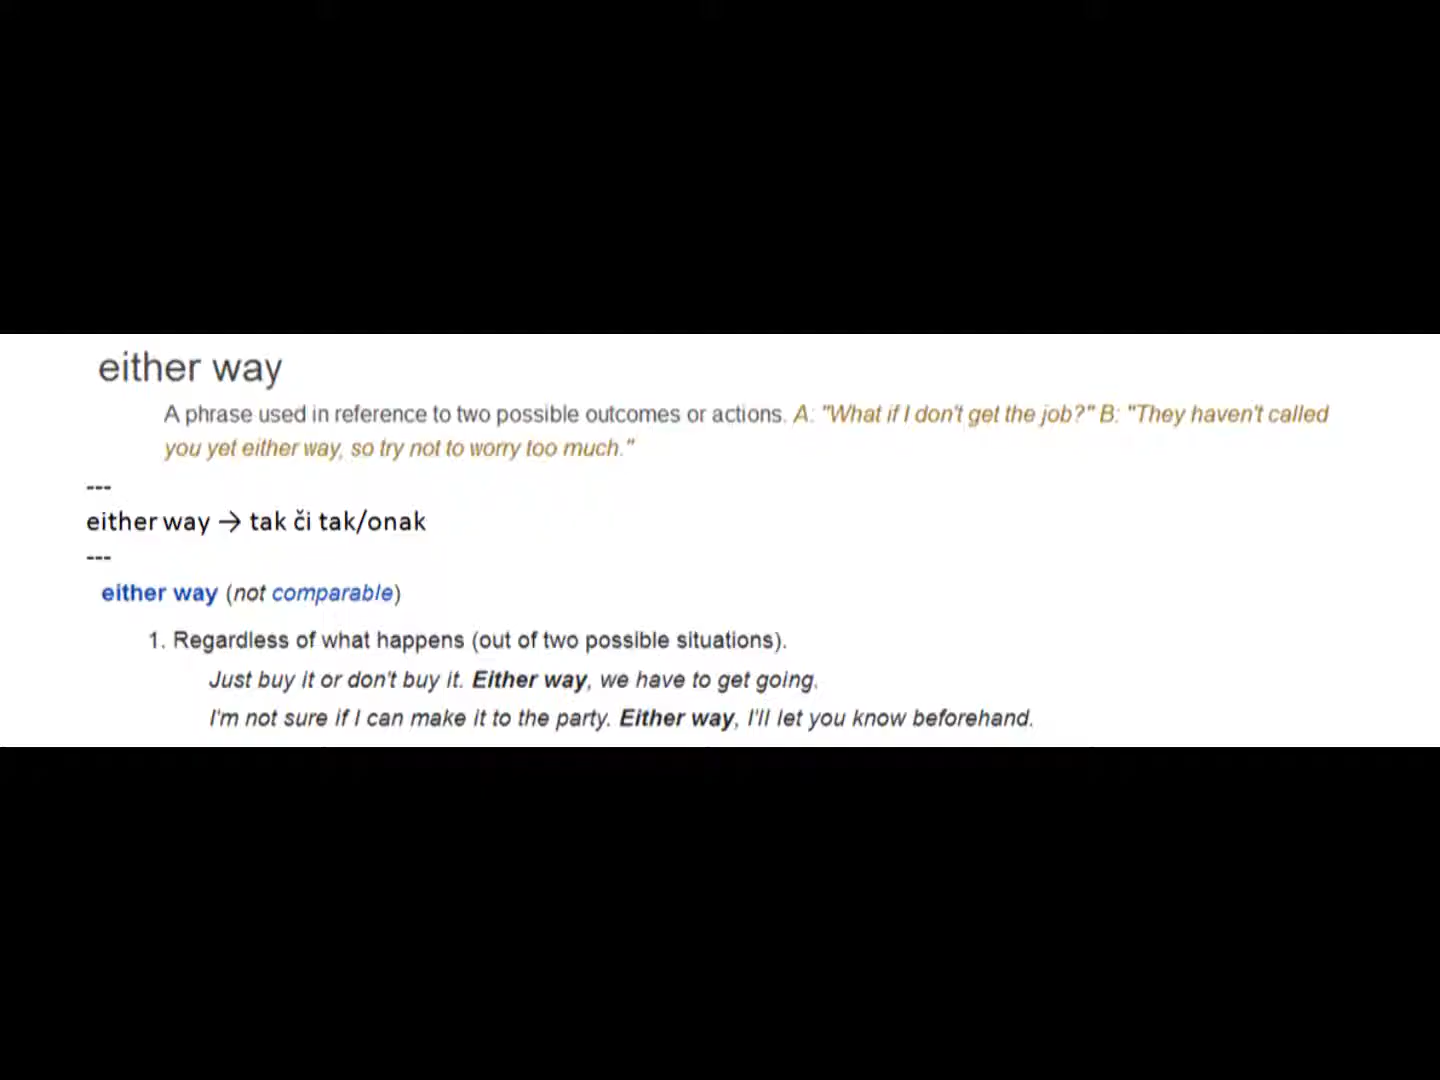 either way
A phrase used in reference to two possible outcomes or actions. A: "What if I don't get the job?" B: "They haven't called
you yet either way, so try not to worry too much."
---
either way → tak či tak/onak
---
either way (not comparable)
1. Regardless of what happens (out of two possible situations).
Just buy it or don't buy it. Either way, we have to get going.
I'm not sure if I can make it to the party. Either way, I'll let you know beforehand.